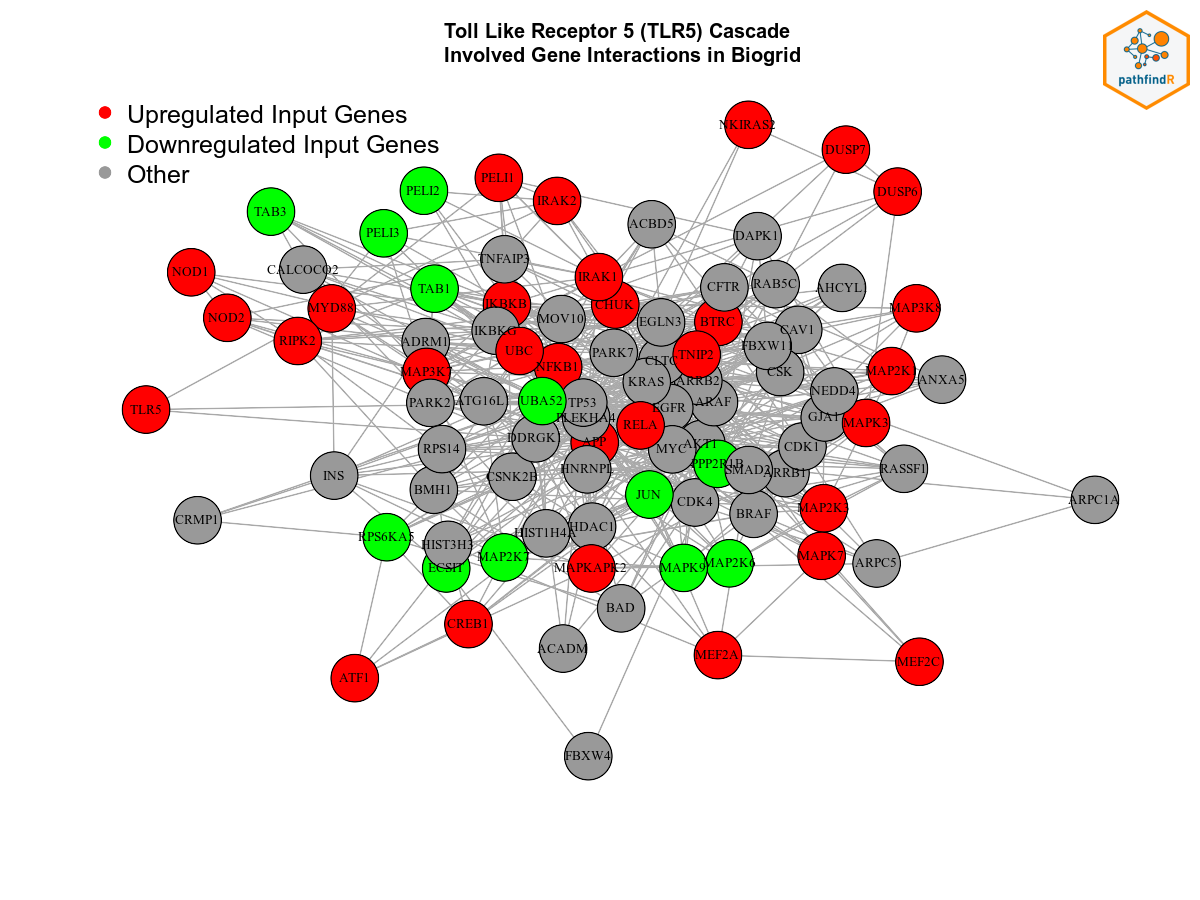 Toll Like Receptor 5 (TLR5) Cascade
Involved Gene Interactions in Biogrid
pathfindR
Upregulated Input Genes
Downregulated Input Genes
Other
NKIRAS2
DUSP7
DUSP6
PELI1
PELI2
IRAK2
TAB3
PELI3
ACBD5
DAPK1
TNFAIP3
CALCOCO2
NOD1
IRAK1
TAB1
CFTR
RAB5C
AHCYL
MYD88
IKBKB
CHUK
MAP3K8
NOD2
MOV10
EGLN3
BTRC
IKBKG
CAV1
RIPK2
ADRM1
FBXW11
UBC
PARK7
TNIP2
NFKB1
MAP3K7
CSK
MAP2K1
ANXA5
KRAS
ARRB2
NEDD4
PARK2
ATG16L
UBA52
TP53
ARAF
EGFR
TLR5
PLEKHA4
GJA1
MAPK3
RELA
DDRGK1
APP
AKT1
CDK1
RPS14
MYC
PPP2R1B
HNRNPL
SMAD2
ARRB1
RASSF1
INS
CSNK2B
BMH1
JUN
CDK4
ARPC1A
MAP2K3
BRAF
CRMP1
HDAC1
HIST1H4A
RPS6KA5
HIST3H3
MAP2K7
MAPK7
ARPC5
ECSIT
MAPKAPK2
MAPK9
MAP2K6
BAD
CREB1
ACADM
MEF2A
MEF2C
ATF1
FBXW4